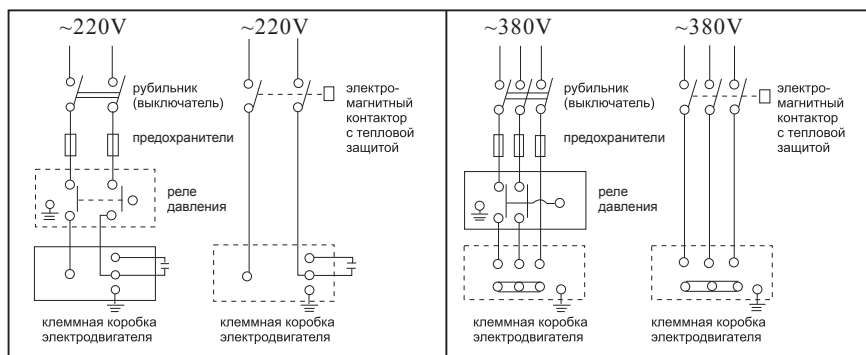 ~220V
~220V
рубильник
(выключатель)
предохранители
реле
давления
клеммная коробка
электродвигателя
электро-
магнитный
контактор
с тепловой
защитой
клеммная коробка
электродвигателя
~380V
~380V
рубильник
(выключатель)
предохранители
реле
давления
клеммная коробка
электродвигателя
электро-
магнитный
контактор
с тепловой
защитой
клеммная коробка
электродвигателя